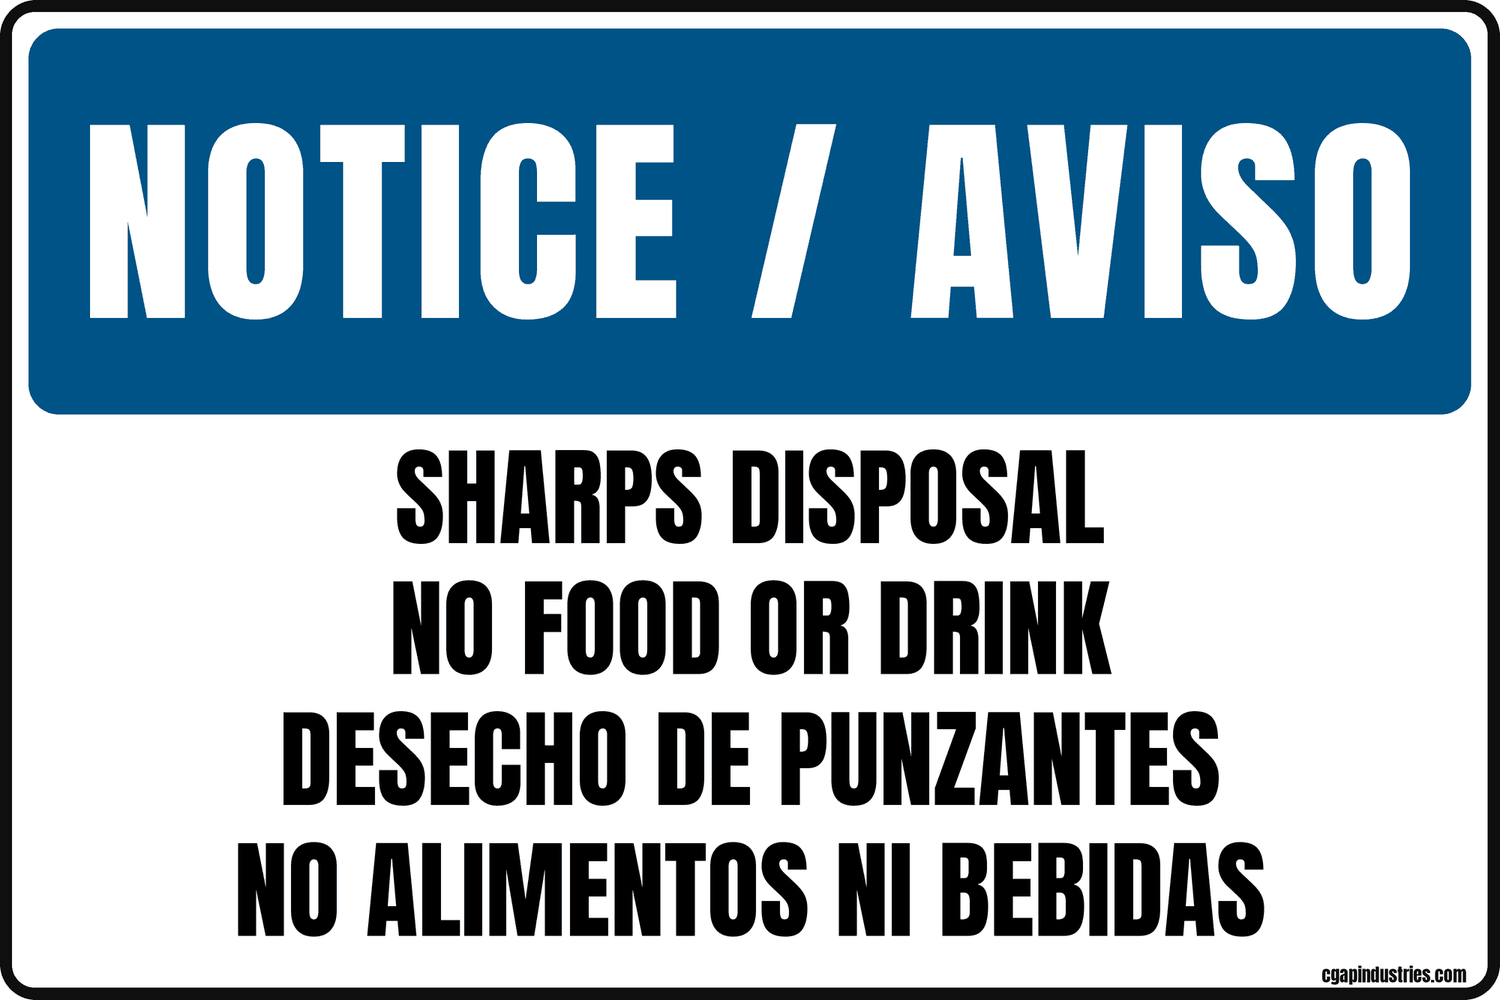 NOTICE / AVISO
SHARPS DISPOSAL
NO FOOD OR DRINK
DESECHO DE PUNZANTES
NO ALIMENTOS NI BEBIDAS
cgapindustries.com